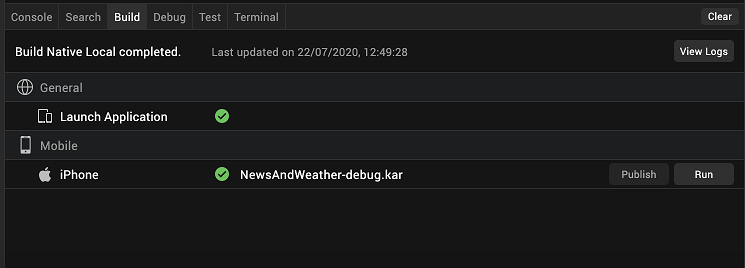 Console Search Build Debug Test Terminal Clear
Build Native Local completed. Last updated on 22/07/2020, 12:49:28 View Logs
General
Launch Application
Mobile
iPhone NewsAndWeather-debug.kar Publish Run